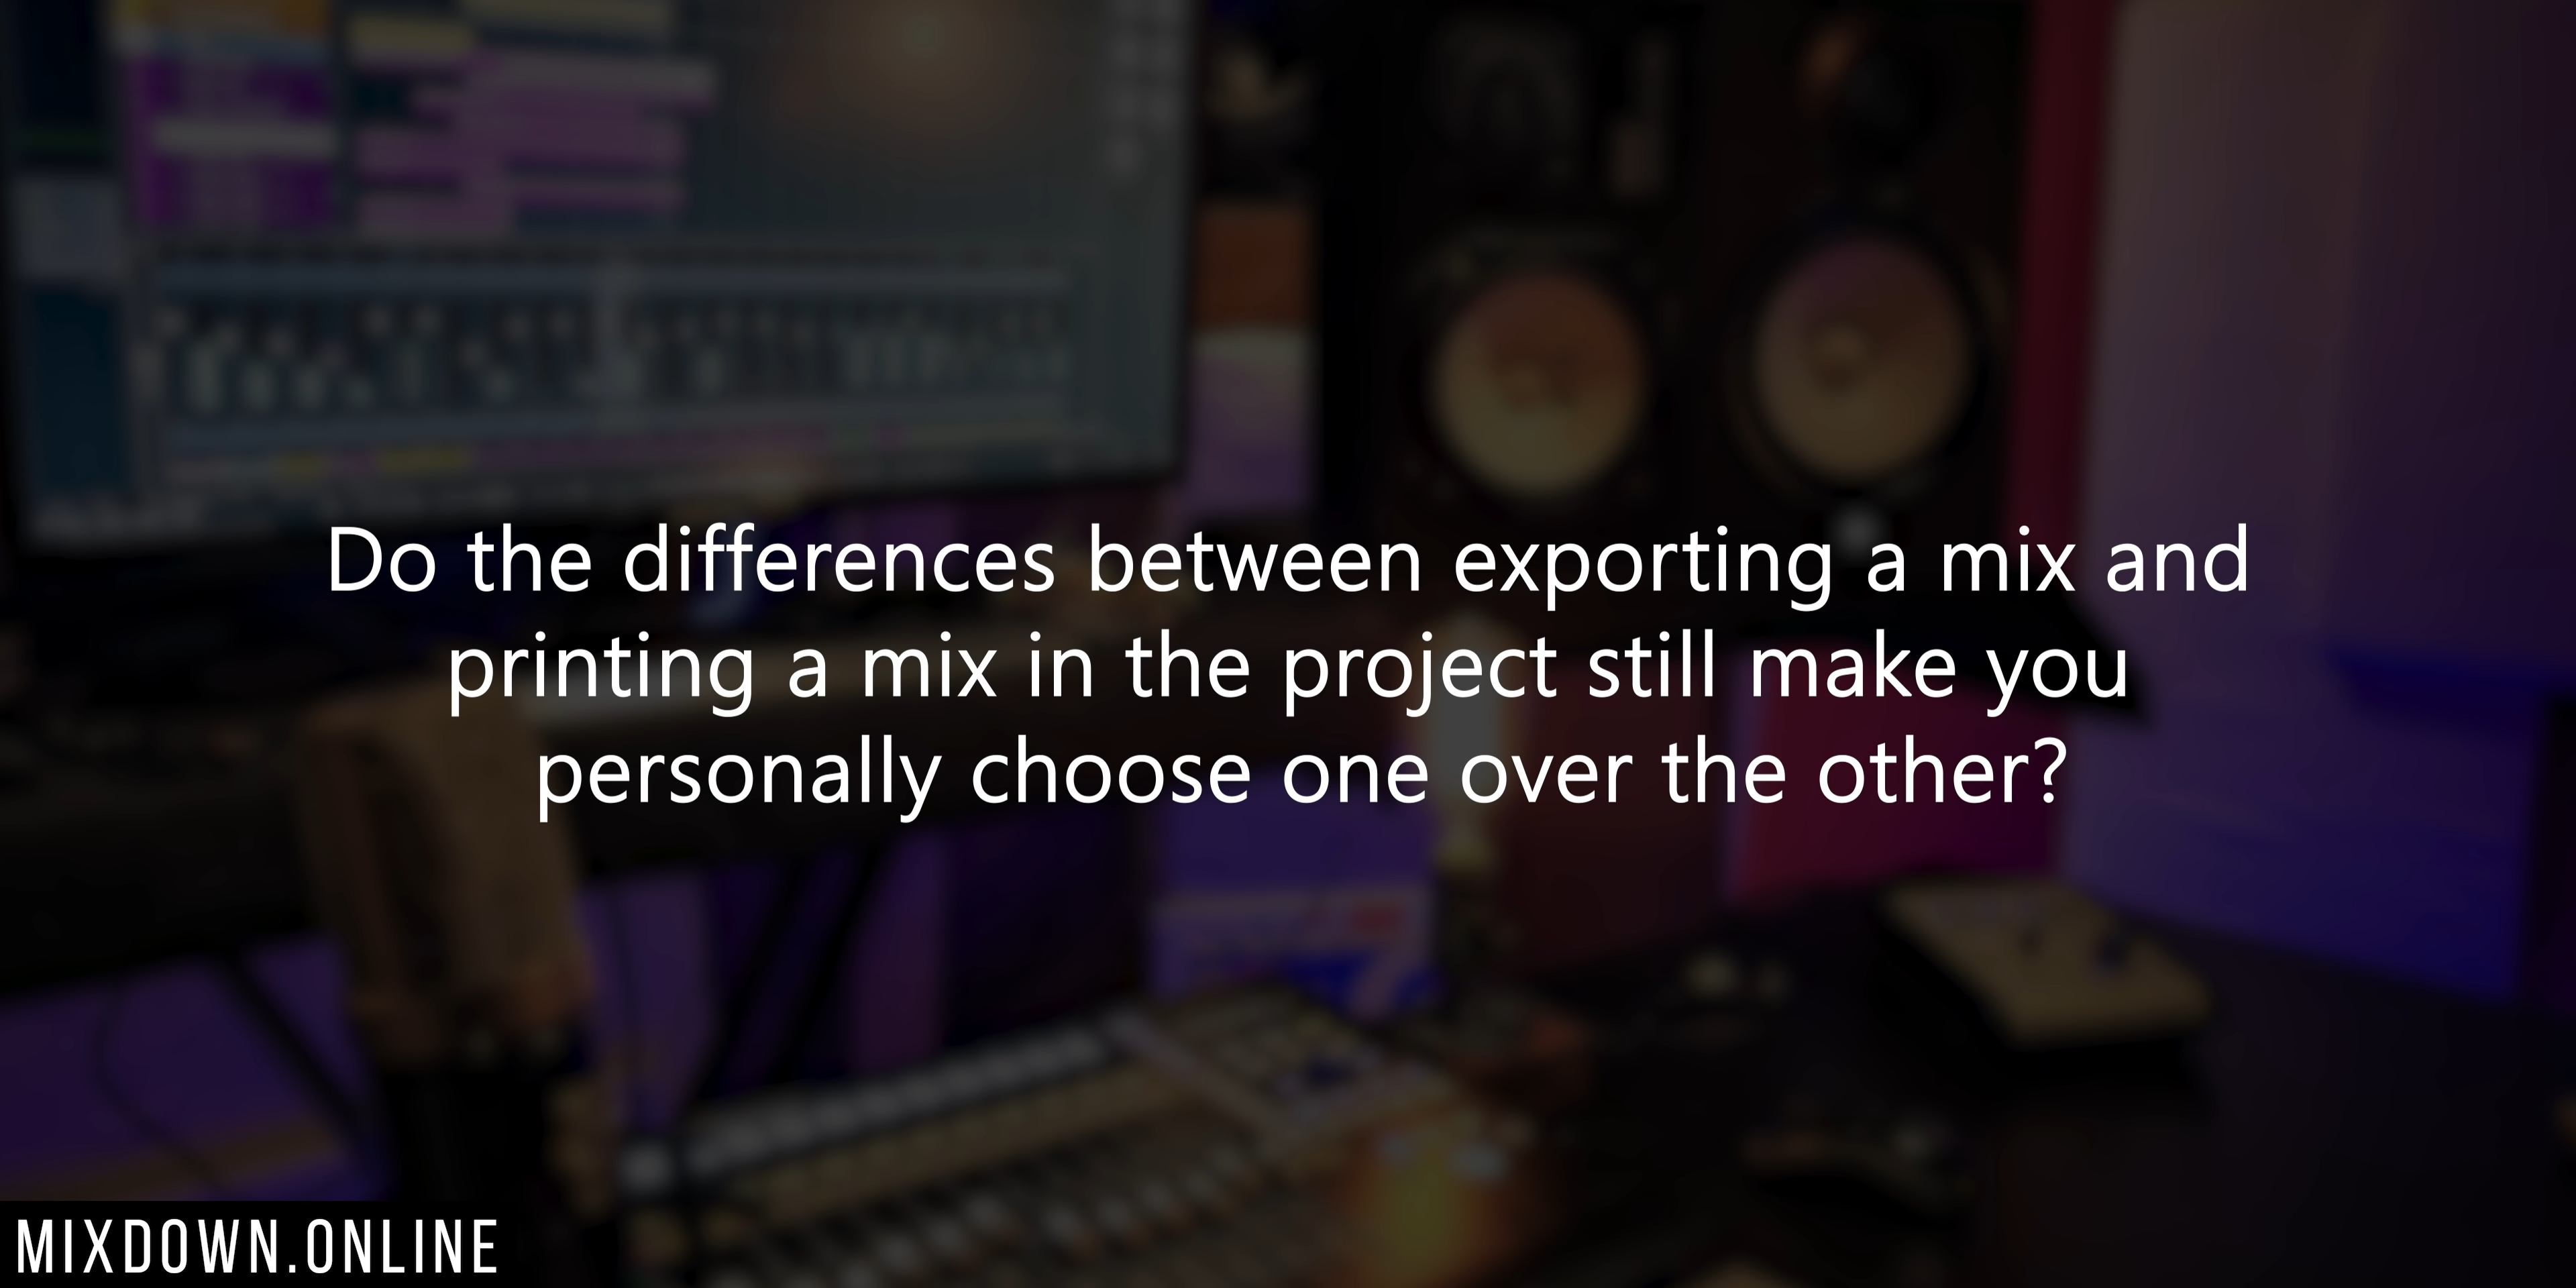 Do the differences between exporting a mix and
printing a mix in the project still make you
personally choose one over the other?
MIXDOWN.ONLINE